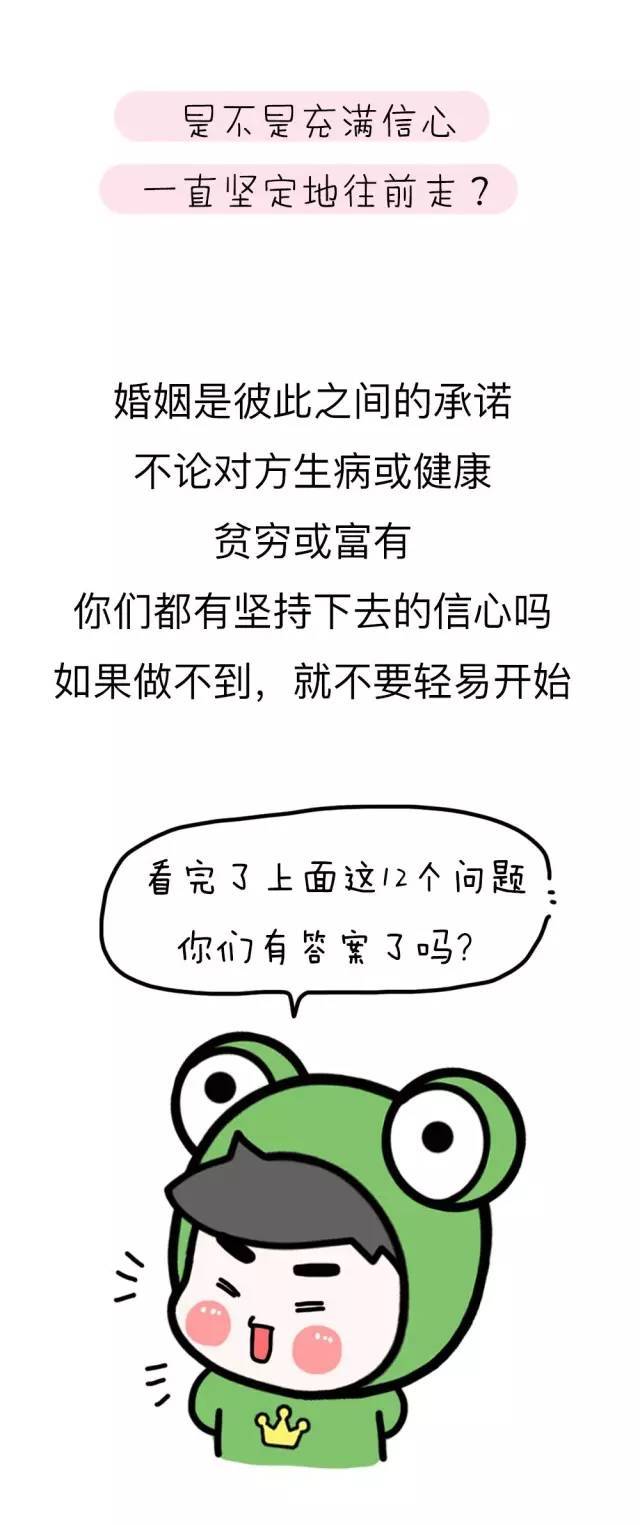 是不是充满信心
一直坚定地往前走？
婚姻是彼此之间的承诺
不论对方生病或健康
贫穷或富有
你们都有坚持下去的信心吗
如果做不到，就不要轻易开始
看完了上面这12个问题
你们有答案了吗?